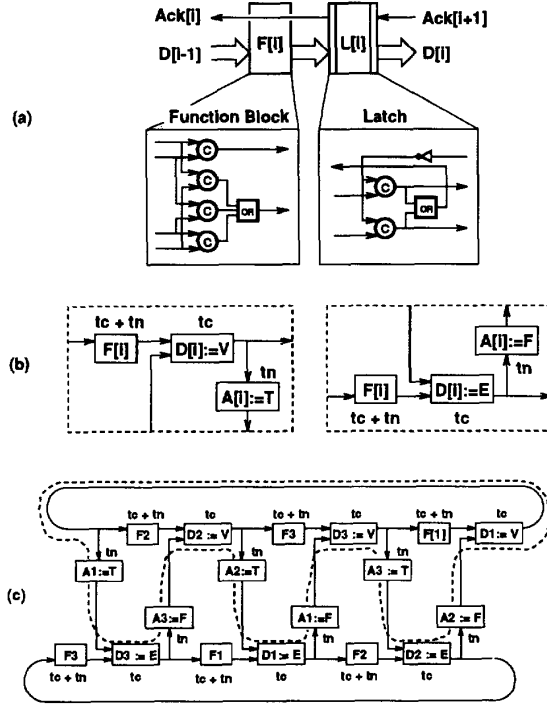 Ack[i] F[i] L[i] Ack[i+1]
D[i-1] D[i]
(a)
Function Block Latch
C
C
C OR
C
C OR
C
(b)
tc + tn tc
F[i] D[i]:=V
tn
A[i]:=T
A[i]:=F
tn
F[i] D[i]:=E
tc + tn tc
(c)
tc + tn tc tc + tn tc tc + tn tc
F2 D2 := V F3 D3 := V F[1] D1 := V
tn tn tn
A1:=T A2:=T A3 := T
A3:=F A1:=F A2 := F
tn tn tn
F3 D3 := E F1 D1:= E F2 D2:= E
tc + tn tc tc + tn tc tc + tn tc